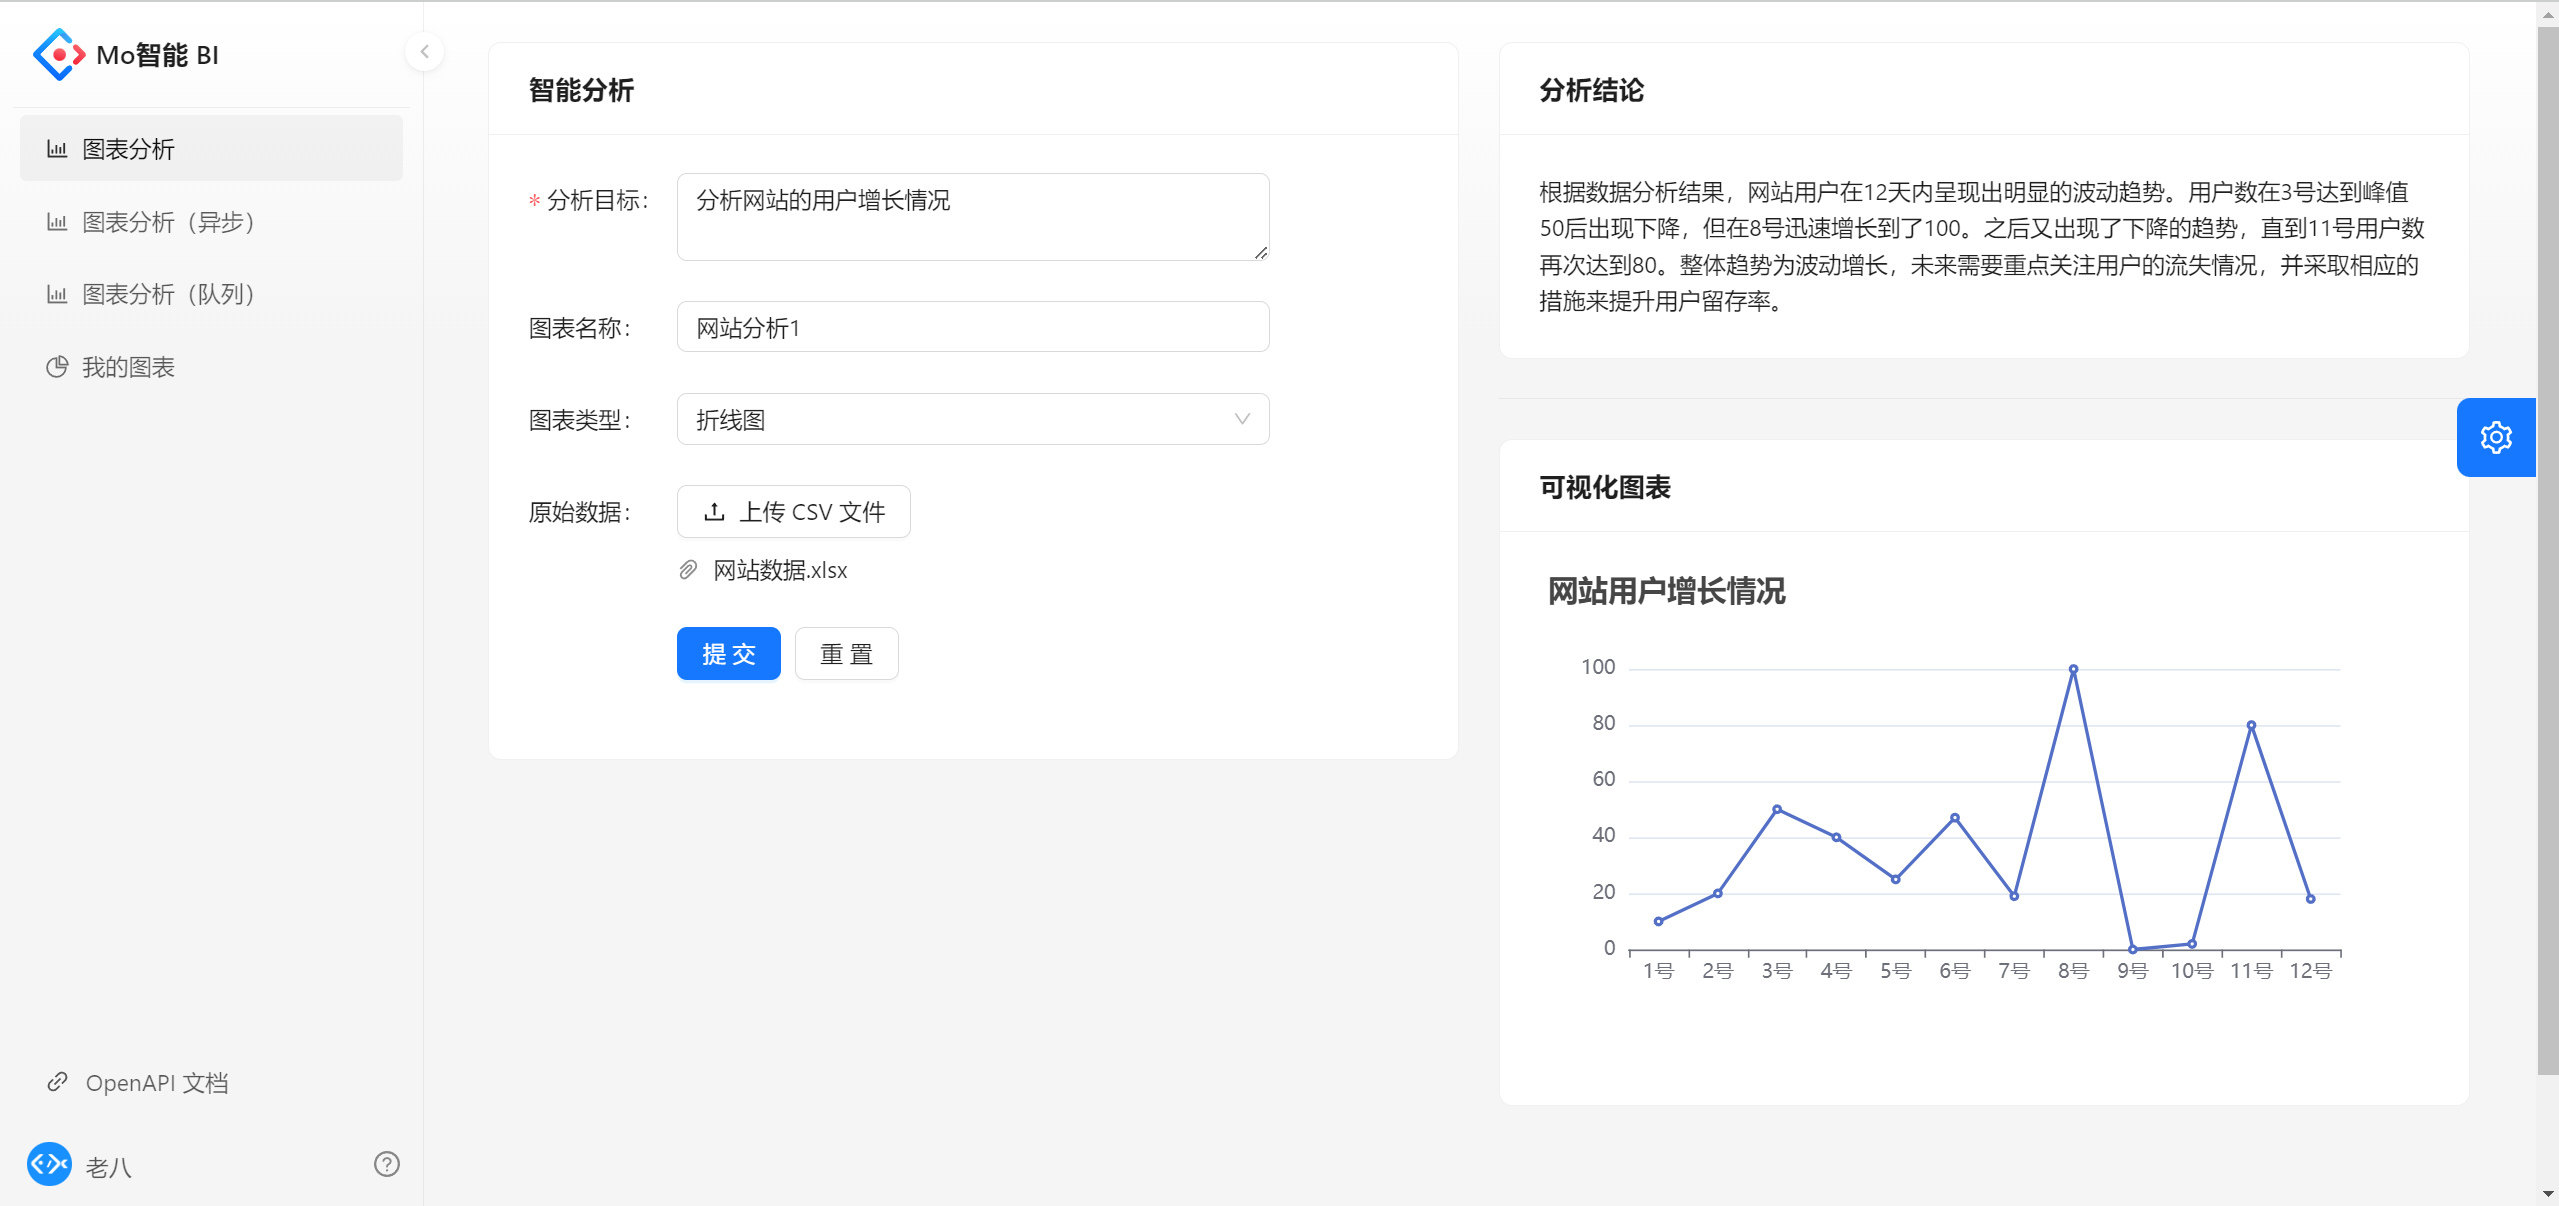 Mo智能 BI
图表分析
图表分析（异步）
图表分析（队列）
我的图表
OpenAPI 文档
老八
智能分析
* 分析目标：
分析网站的用户增长情况
图表名称：
网站分析1
图表类型：
折线图
原始数据：
上传 CSV 文件
网站数据.xlsx
提 交
重 置
分析结论
根据数据分析结果，网站用户在12天内呈现出明显的波动趋势。用户数在3号达到峰值
50后出现下降，但在8号迅速增长到了100。之后又出现了下降的趋势，直到11号用户数
再次达到80。整体趋势为波动增长，未来需要重点关注用户的流失情况，并采取相应的
措施来提升用户留存率。
可视化图表
网站用户增长情况
100
80
60
40
20
0
1号 2号 3号 4号 5号 6号 7号 8号 9号 10号 11号 12号